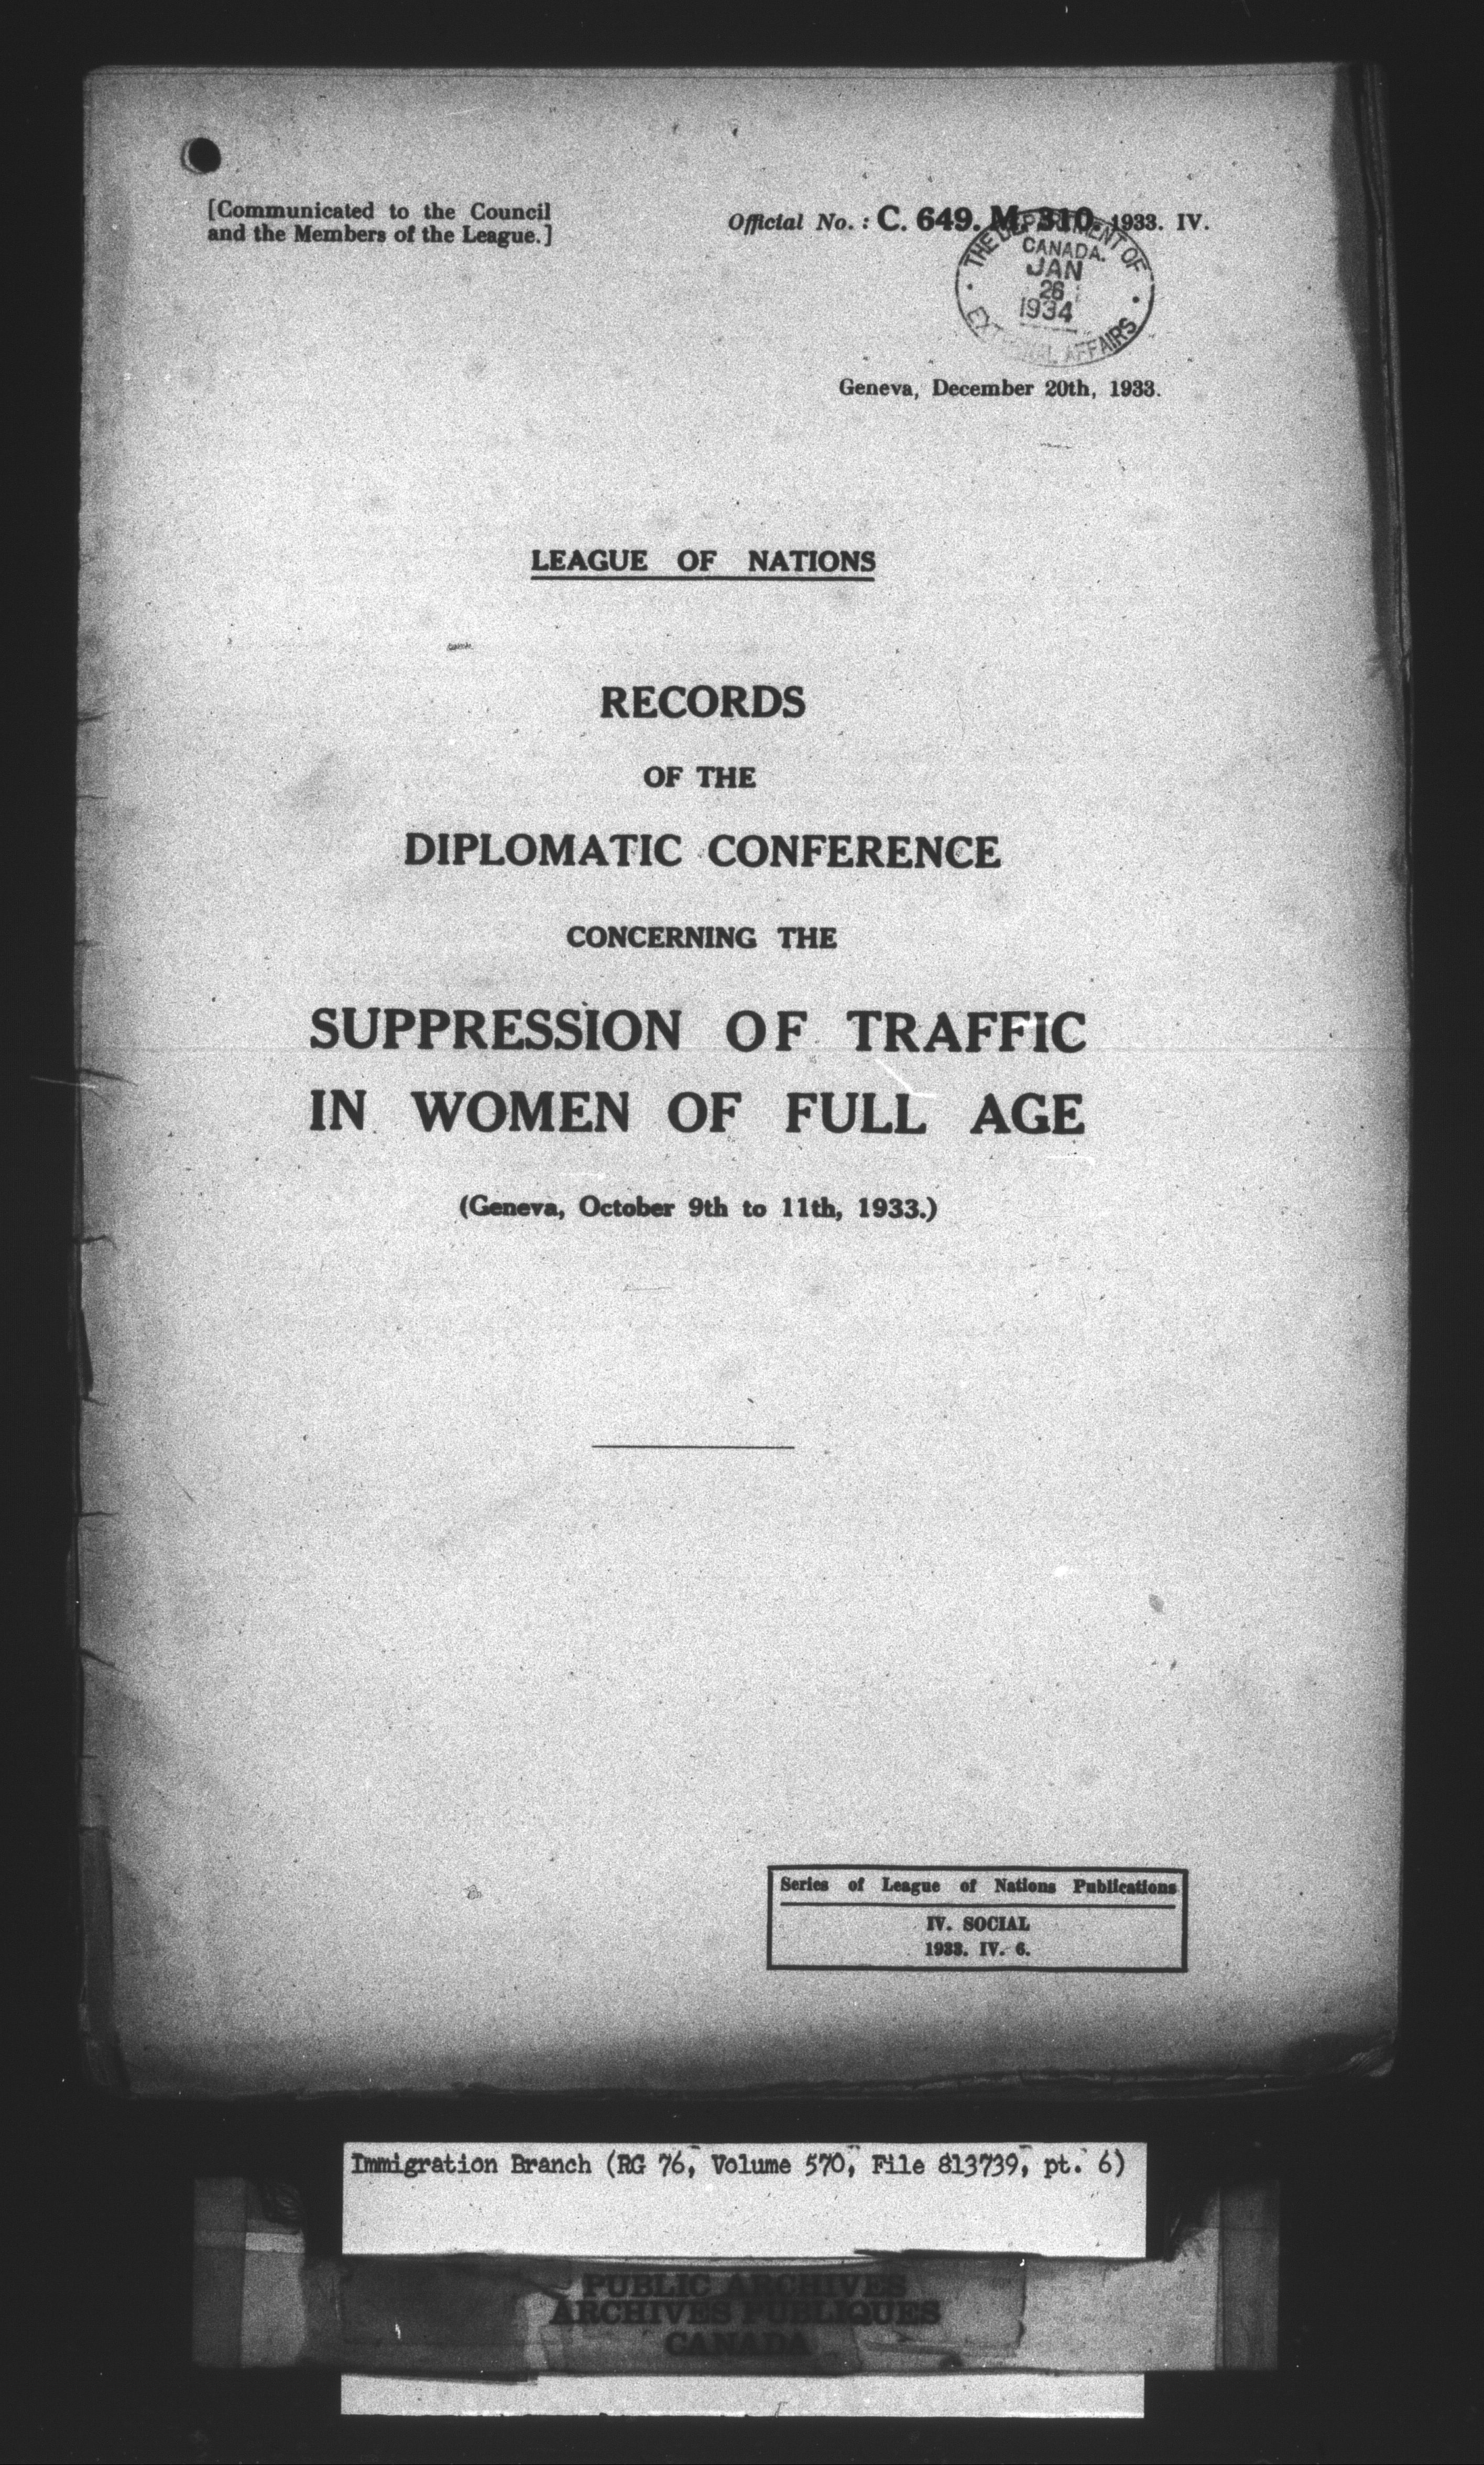 [Communicated to the Council
and the Members of the League.]
Official No. : C. 649. M. 310. 1933. IV.
THE DEPARTMENT OF
CANADA.
JAN
26
1934
EXTERNAL AFFAIRS
Geneva, December 20th, 1933.
LEAGUE OF NATIONS
RECORDS
OF THE
DIPLOMATIC CONFERENCE
CONCERNING THE
SUPPRESSION OF TRAFFIC
IN WOMEN OF FULL AGE
(Geneva, October 9th to 11th, 1933.)
Series of League of Nations Publications
IV. SOCIAL
1933. IV. 6.
Immigration Branch (RG 76, Volume 570, File 813739, pt. 6)
PUBLIC ARCHIVES
ARCHIVES PUBLIQUES
CANADA